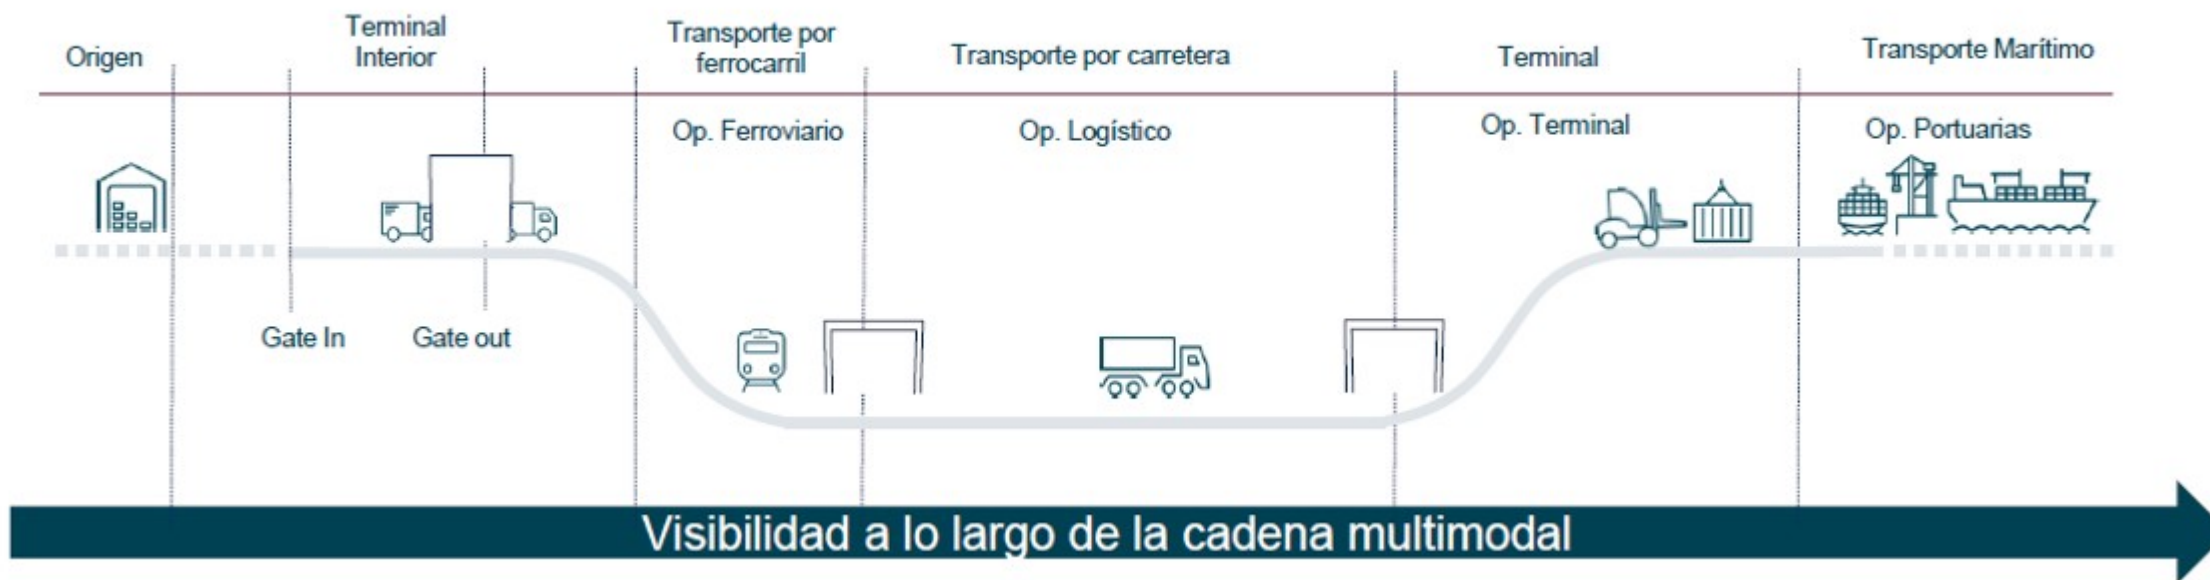 Origen
Terminal
Interior
Transporte por
ferrocarril
Transporte por carretera
Terminal
Transporte Marítimo
Op. Ferroviario
Op. Logístico
Op. Terminal
Op. Portuarias
Gate In
Gate out
Visibilidad a lo largo de la cadena multimodal